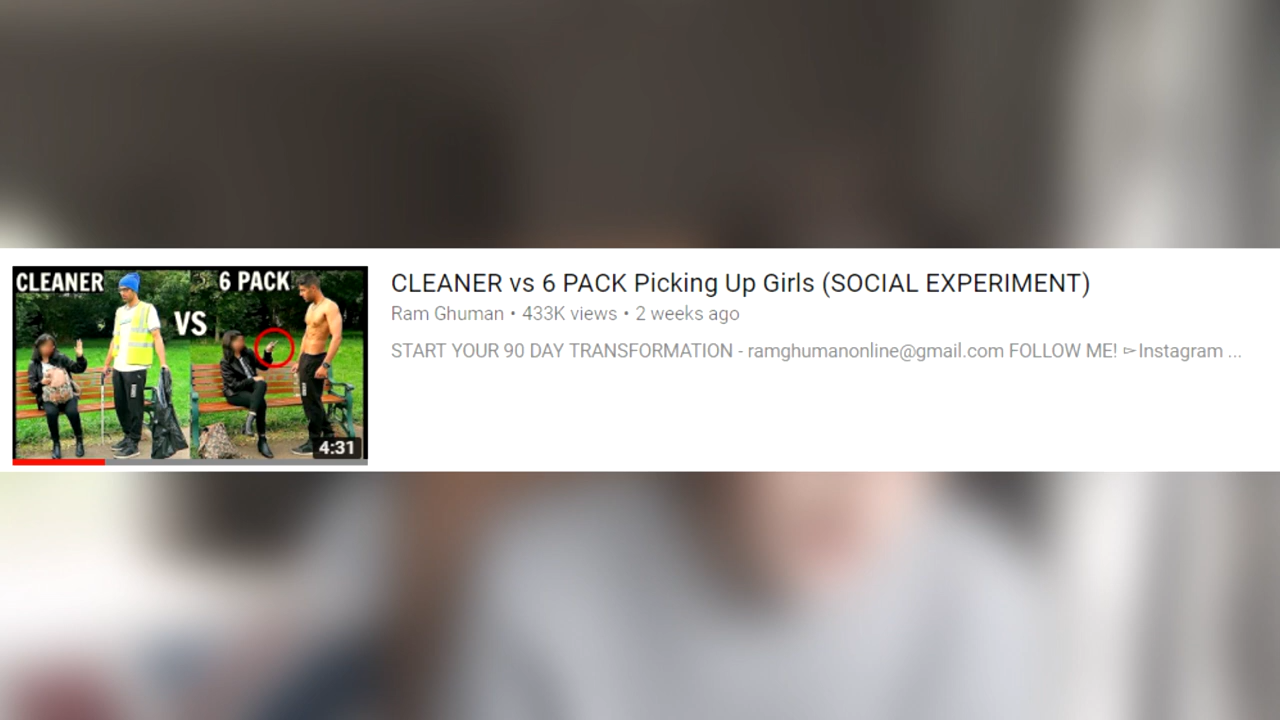 CLEANER
6 PACK
VS
4:31
CLEANER vs 6 PACK Picking Up Girls (SOCIAL EXPERIMENT)
Ram Ghuman • 433K views • 2 weeks ago
START YOUR 90 DAY TRANSFORMATION - ramghumanonline@gmail.com FOLLOW ME! ➣Instagram ...